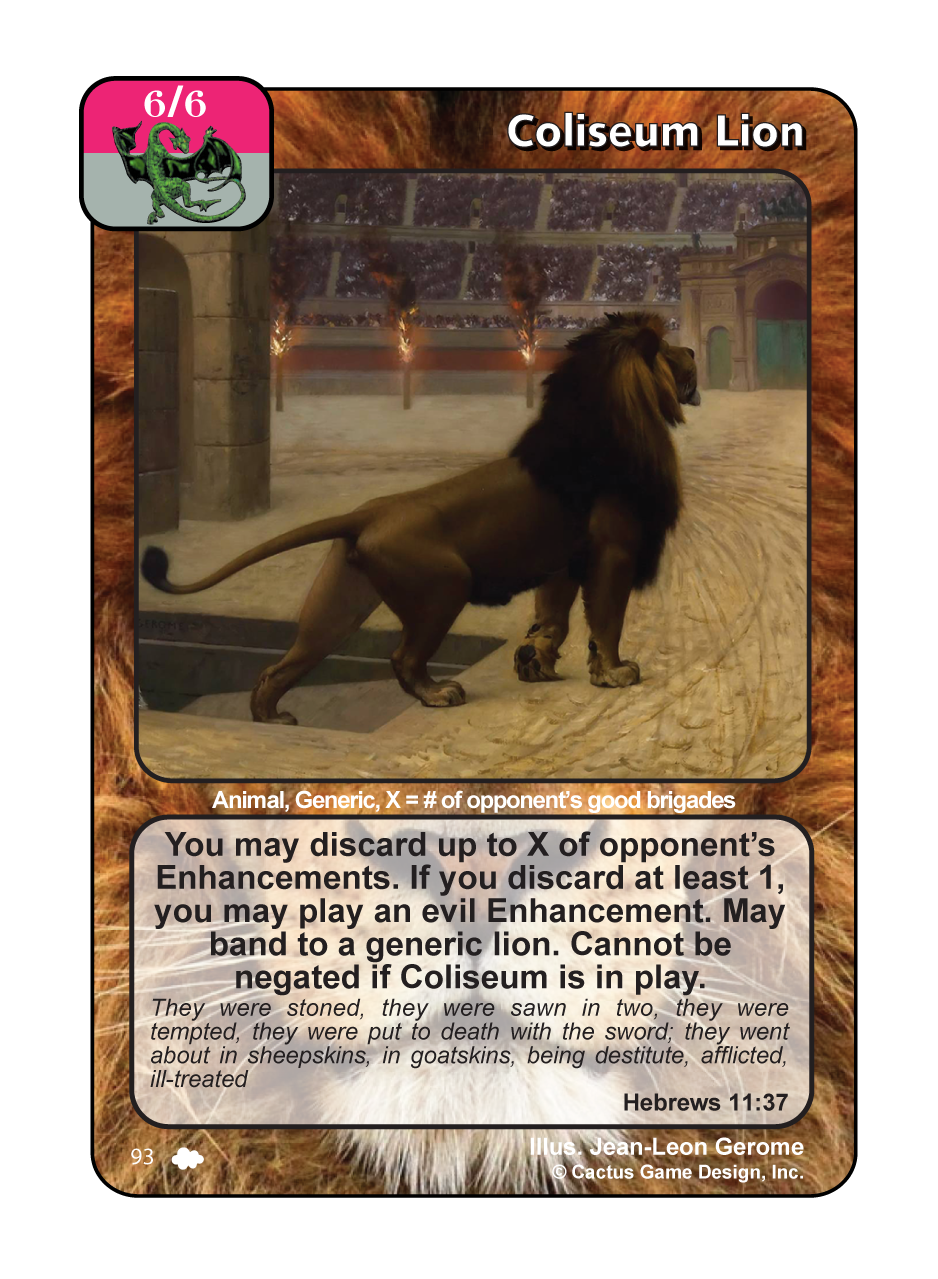 6/6
Coliseum Lion
Animal, Generic, X = # of opponent's good brigades
You may discard up to X of opponent's
Enhancements. If you discard at least 1,
you may play an evil Enhancement. May
band to a generic lion. Cannot be
negated if Coliseum is in play.
They were stoned, they were sawn in two, they were
tempted, they were put to death with the sword; they went
about in sheepskins, in goatskins, being destitute, afflicted,
ill-treated
Hebrews 11:37
93
Illus. Jean-Leon Gerome
© Cactus Game Design, Inc.